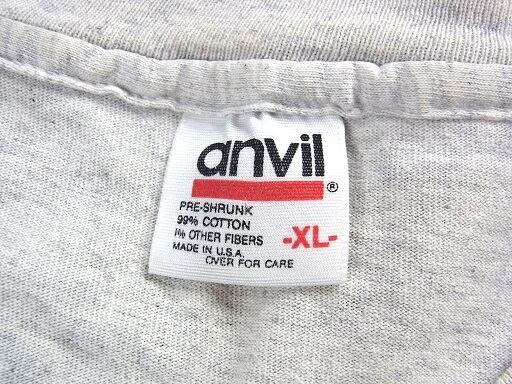 anvil
®
PRE-SHRUNK
99% COTTON
1% OTHER FIBERS
-XL-
MADE IN U.S.A.
OVER FOR CARE